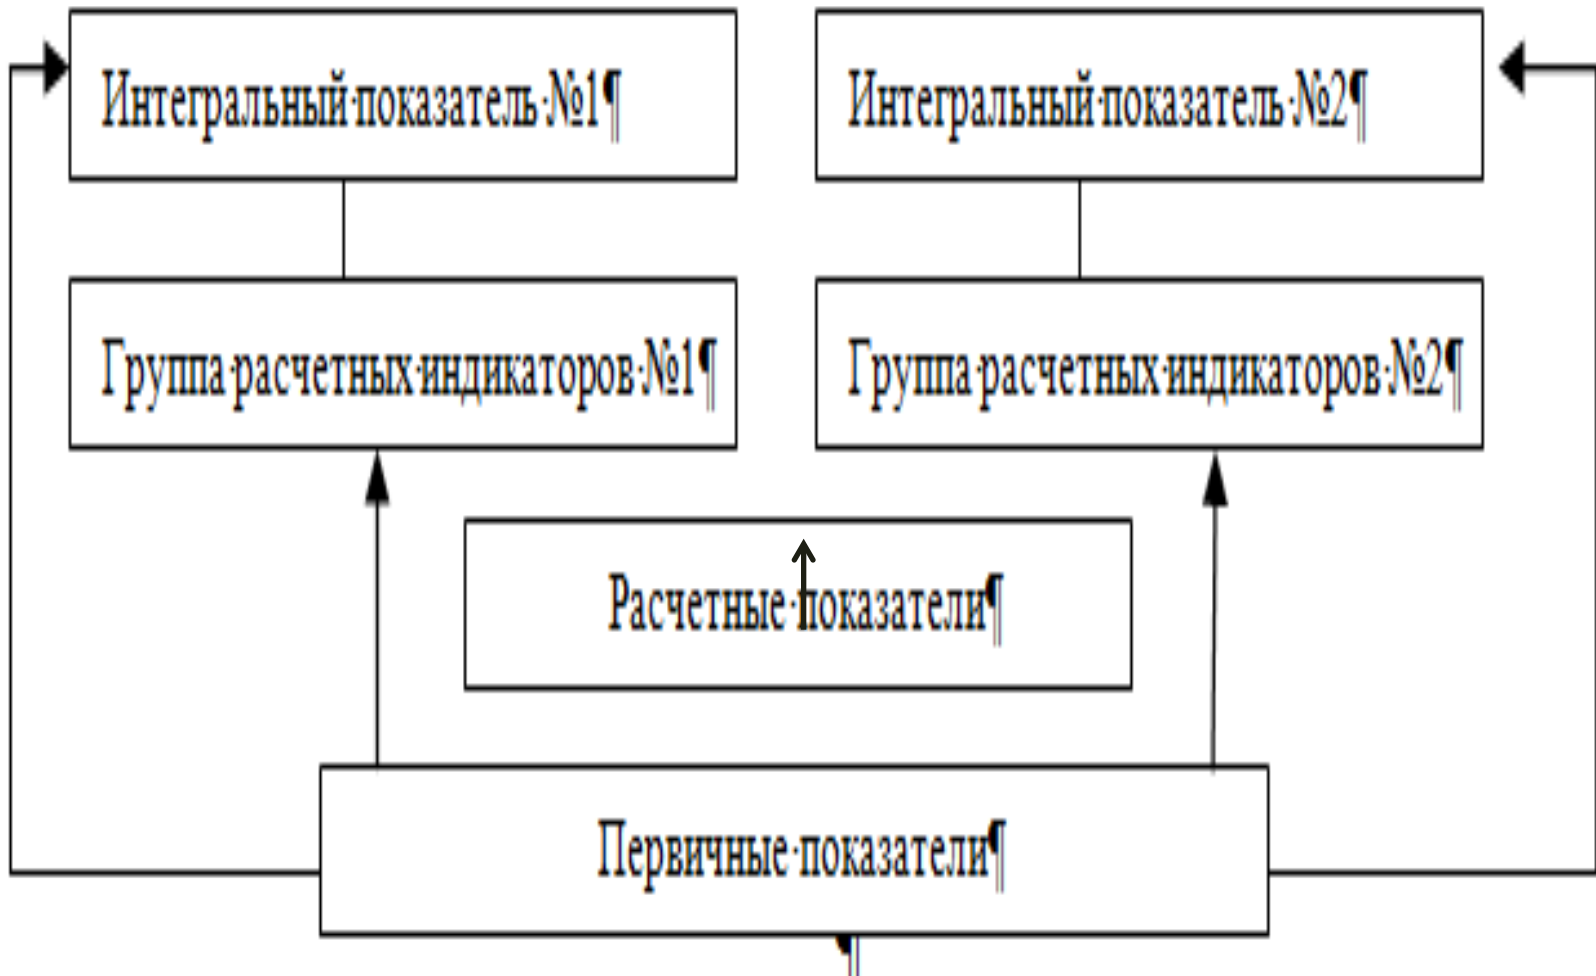 Интегральный·показатель·№1¶
Интегральный·показатель·№2¶
Группа·расчетных·индикаторов·№1¶
Группа·расчетных·индикаторов·№2¶
Расчетные·показатели¶
Первичные·показатели¶
¶